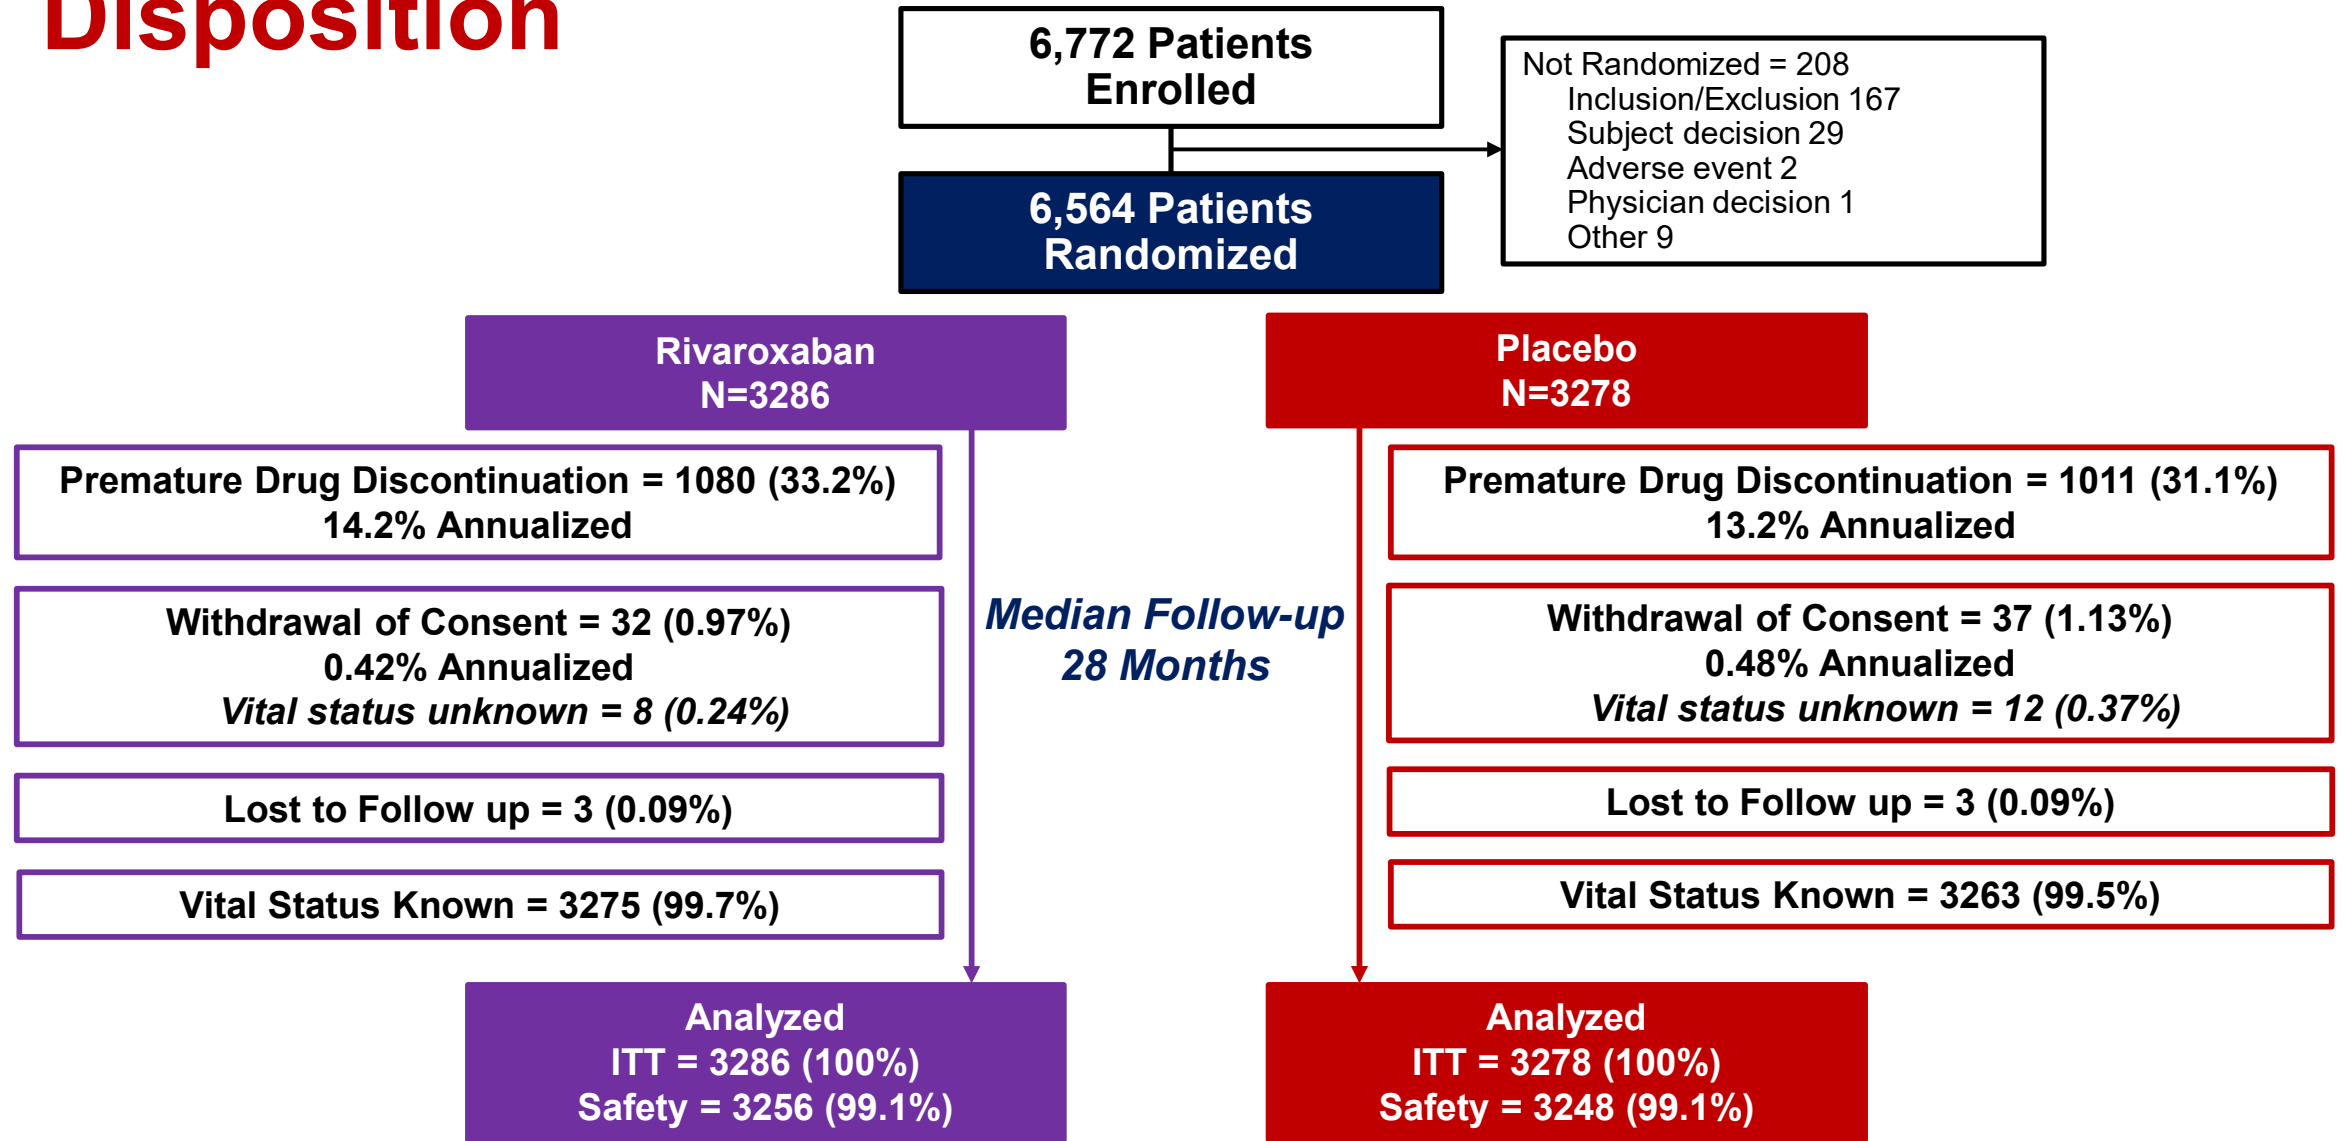 Disposition
6,772 Patients
Enrolled
Not Randomized = 208
Inclusion/Exclusion 167
Subject decision 29
Adverse event 2
Physician decision 1
Other 9
6,564 Patients
Randomized
Rivaroxaban
N=3286
Placebo
N=3278
Premature Drug Discontinuation = 1080 (33.2%)
14.2% Annualized
Premature Drug Discontinuation = 1011 (31.1%)
13.2% Annualized
Withdrawal of Consent = 32 (0.97%)
0.42% Annualized
Vital status unknown = 8 (0.24%)
Median Follow-up
28 Months
Withdrawal of Consent = 37 (1.13%)
0.48% Annualized
Vital status unknown = 12 (0.37%)
Lost to Follow up = 3 (0.09%)
Lost to Follow up = 3 (0.09%)
Vital Status Known = 3275 (99.7%)
Vital Status Known = 3263 (99.5%)
Analyzed
ITT = 3286 (100%)
Safety = 3256 (99.1%)
Analyzed
ITT = 3278 (100%)
Safety = 3248 (99.1%)